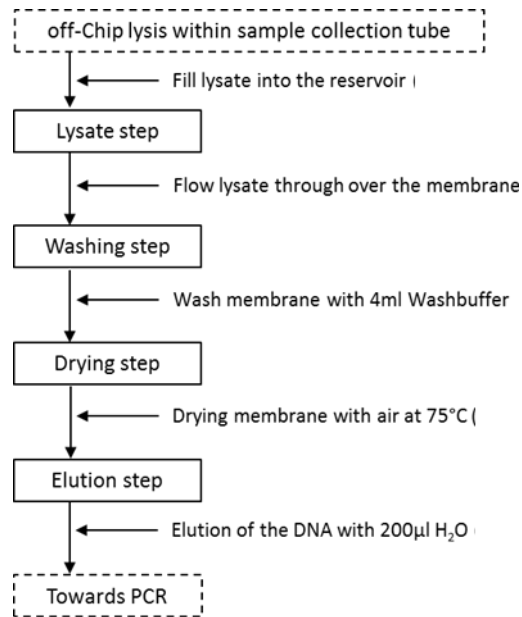 off-Chip lysis within sample collection tube
Fill lysate into the reservoir (
Lysate step
Flow lysate through over the membrane
Washing step
Wash membrane with 4ml Washbuffer
Drying step
Drying membrane with air at 75°C (
Elution step
Elution of the DNA with 200µl H₂O (
Towards PCR